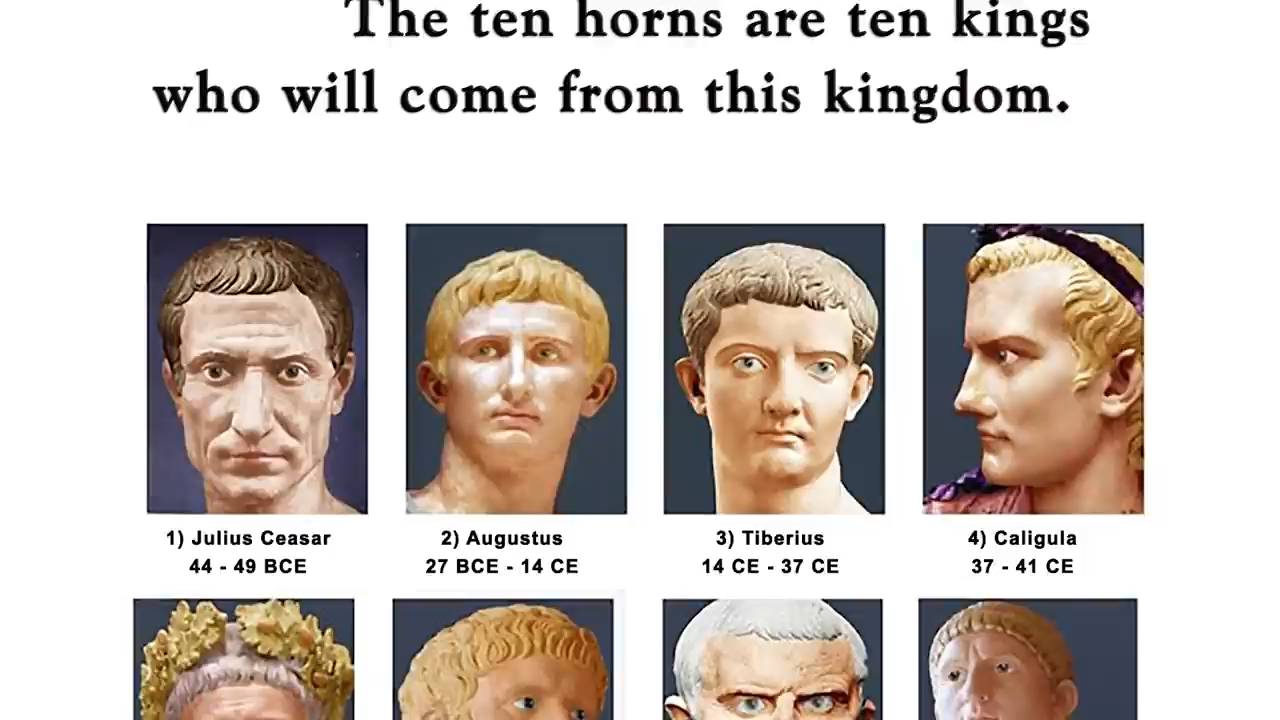 The ten horns are ten kings
who will come from this kingdom.
1) Julius Ceasar
2) Augustus
3) Tiberius
4) Caligula
44 - 49 BCE
27 BCE - 14 CE
14 CE - 37 CE
37 - 41 CE